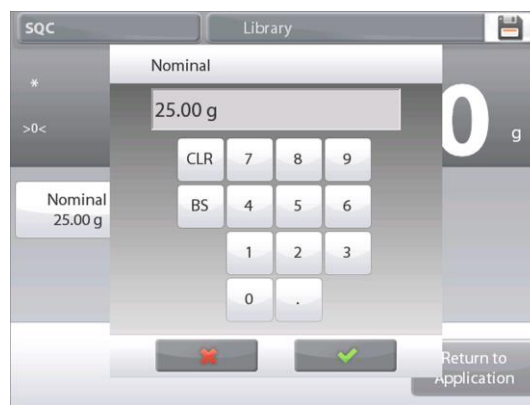 SQC
Library
Nominal
*
25.00 g
>0<
0 g
CLR 7 8 9
Nominal
25.00 g
BS 4 5 6
1 2 3
0 .
Return to
Application